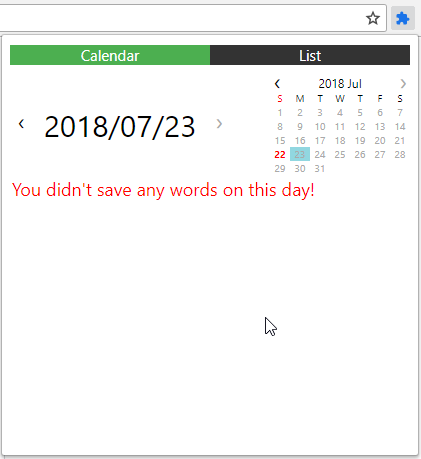 Calendar List
‹ 2018/07/23 ›
‹ 2018 Jul ›
S M T W T F S
1 2 3 4 5 6 7
8 9 10 11 12 13 14
15 16 17 18 19 20 21
22 23 24 25 26 27 28
29 30 31
You didn't save any words on this day!